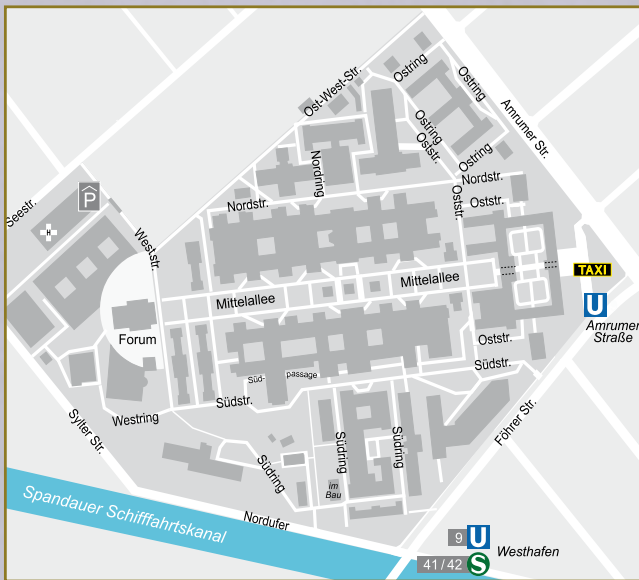 Ost-West-Str.
Ostring
Ostring
Amrumer Str.
Ostring
Oststr.
Ostring
Nordring
Nordstr.
Nordstr.
Oststr.
Oststr.
P
Seestr.
H
Weststr.
TAXI
Mittelallee
Mittelallee
U
Amrumer
Straße
Forum
Oststr.
Südstr.
Süd-
passage
Südstr.
Westring
Sylter Str.
Föhrer Str.
Südring
Südring
Südring
im
Bau
Nordufer
Spandauer Schifffahrtskanal
9 U
Westhafen
41/42 S